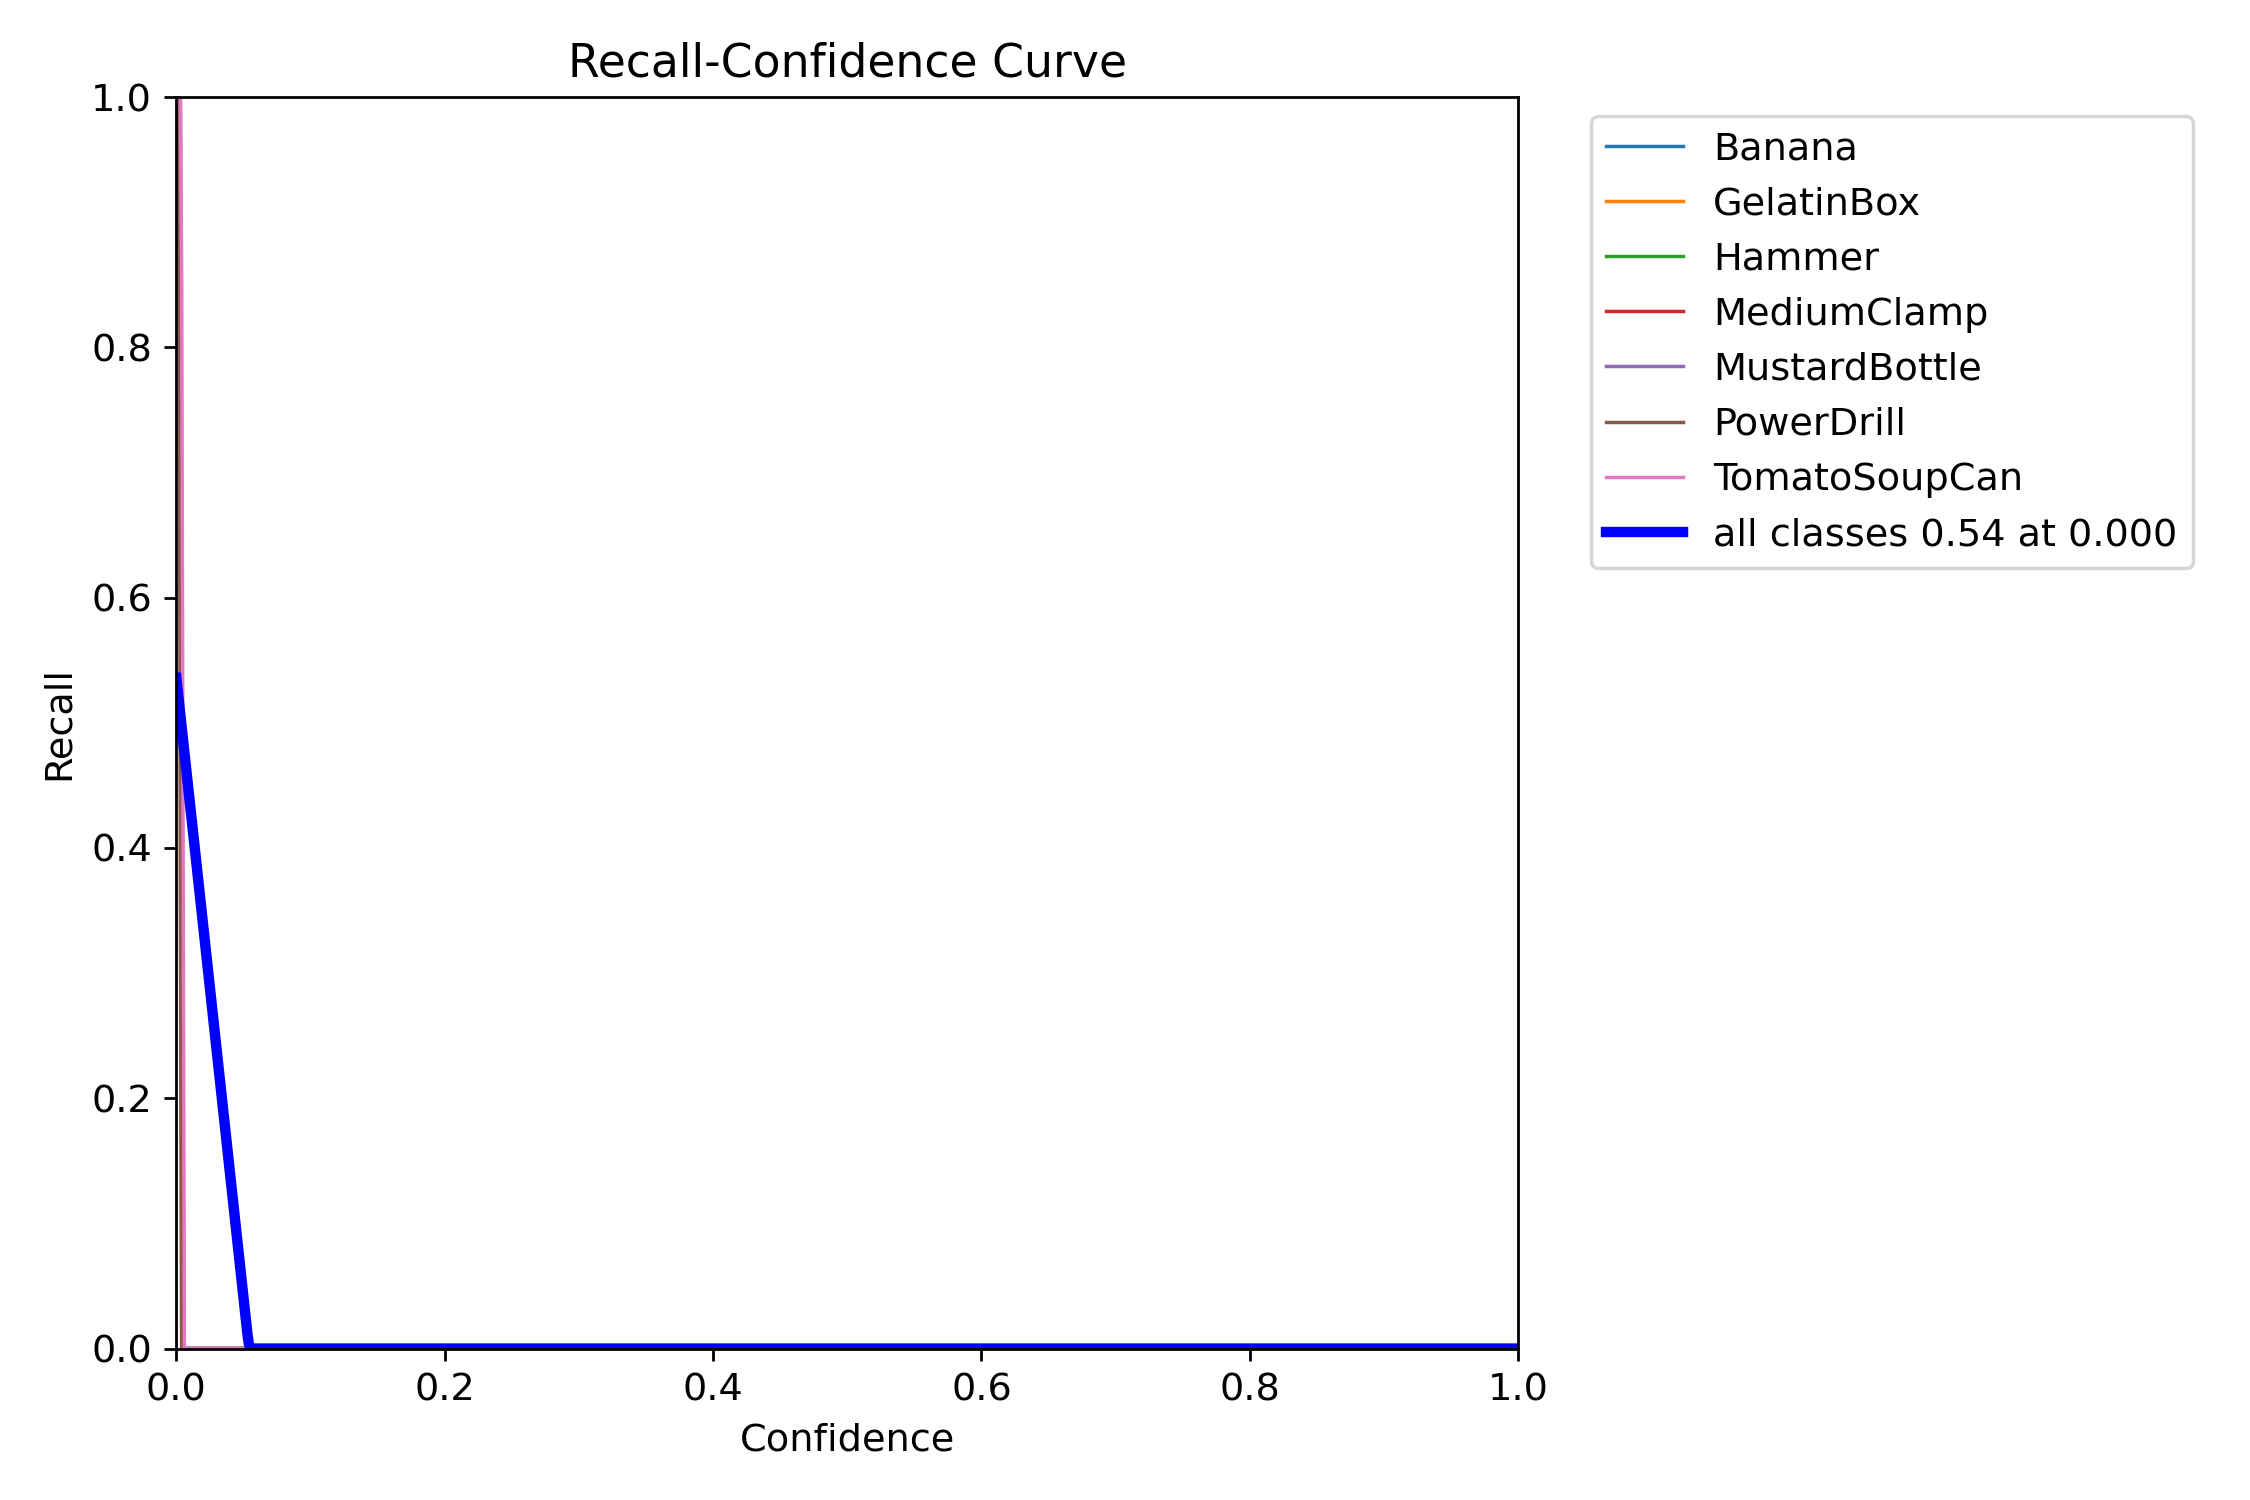 Recall-Confidence Curve
1.0
0.8
0.6
0.4
0.2
0.0
Recall
0.0 0.2 0.4 0.6 0.8 1.0
Confidence
Banana
GelatinBox
Hammer
MediumClamp
MustardBottle
PowerDrill
TomatoSoupCan
all classes 0.54 at 0.000